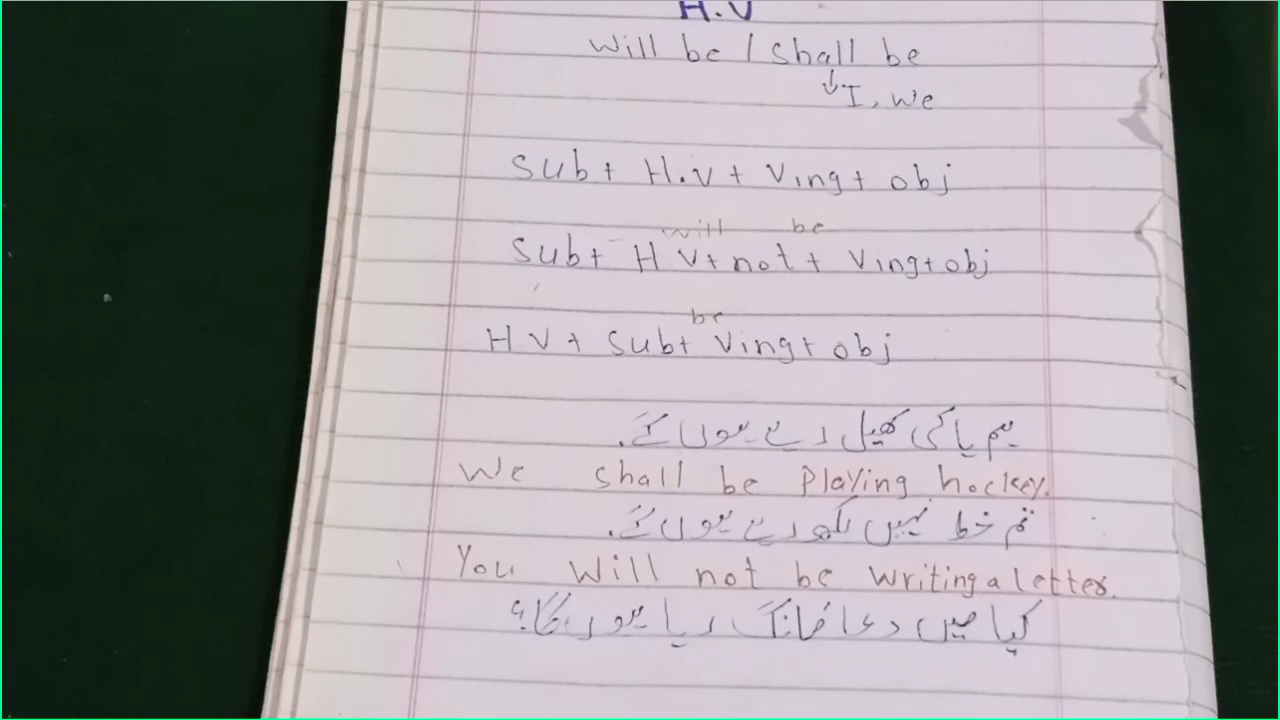 H.V
Will be / Shall be
I, We
Sub + H.V + Ving + obj
will be
Sub + H.V + not + Ving + obj
be
H V + Sub + Ving + obj
ہم ہاکی کھیل رہے ہوں گے.
We shall be Playing hockey.
تم خط نہیں لکھ رہے ہوں گے.
You Will not be writing a letter.
کیا میں دعا مانگ رہا ہوں گا؟